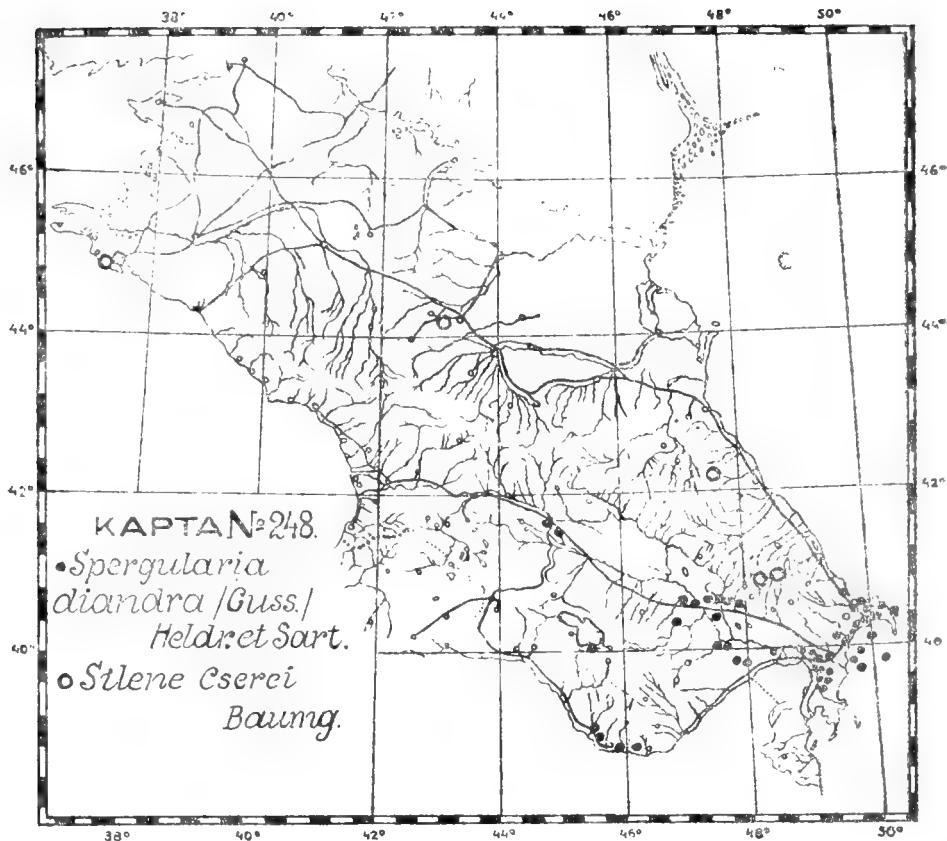 38° 40° 42° 44° 46° 48° 50°
46° 46°
44° 44°
42° 42°
КАРТА № 248.
Spergularia
diandra /Guss./
Heldr. et Sart.
40° 40°
Silene Cserei
Baumg.
38° 40° 42° 44° 46° 48° 50°